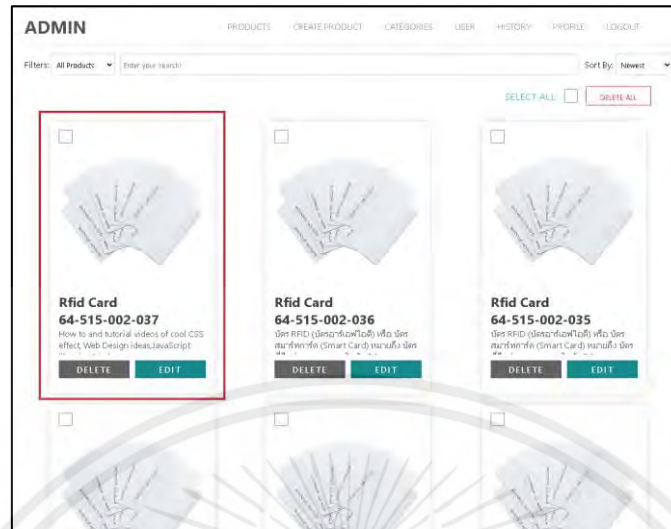 ADMIN
PRODUCTS CREATE PRODUCT CATEGORIES USER HISTORY PROFILE LOGOUT
Filters: All Products Enter your search! Sort By: Newest
SELECT ALL DELETE ALL
Rfid Card
64-515-002-037
How to and tutorial videos of cool CSS
effect, Web Design ideas,JavaScript
DELETE EDIT
Rfid Card
64-515-002-036
บัตร RFID (บัตรอาร์เอฟไอดี) หรือ บัตร
สมาร์ทการ์ด (Smart Card) หมายถึง บัตร
DELETE EDIT
Rfid Card
64-515-002-035
บัตร RFID (บัตรอาร์เอฟไอดี) หรือ บัตร
สมาร์ทการ์ด (Smart Card) หมายถึง บัตร
DELETE EDIT